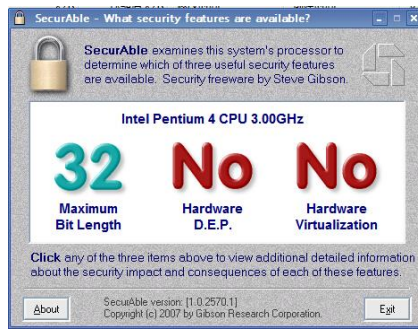 SecurAble - What security features are available?
SecurAble examines this system's processor to
determine which of three useful security features
are available. Security freeware by Steve Gibson.
Intel Pentium 4 CPU 3.00GHz
32 No No
Maximum Hardware Hardware
Bit Length D.E.P. Virtualization
Click any of the three items above to view additional detailed information
about the security impact and consequences of each of these features.
About
SecurAble version: [1.0.2570.1]
Copyright (c) 2007 by Gibson Research Corporation.
Exit